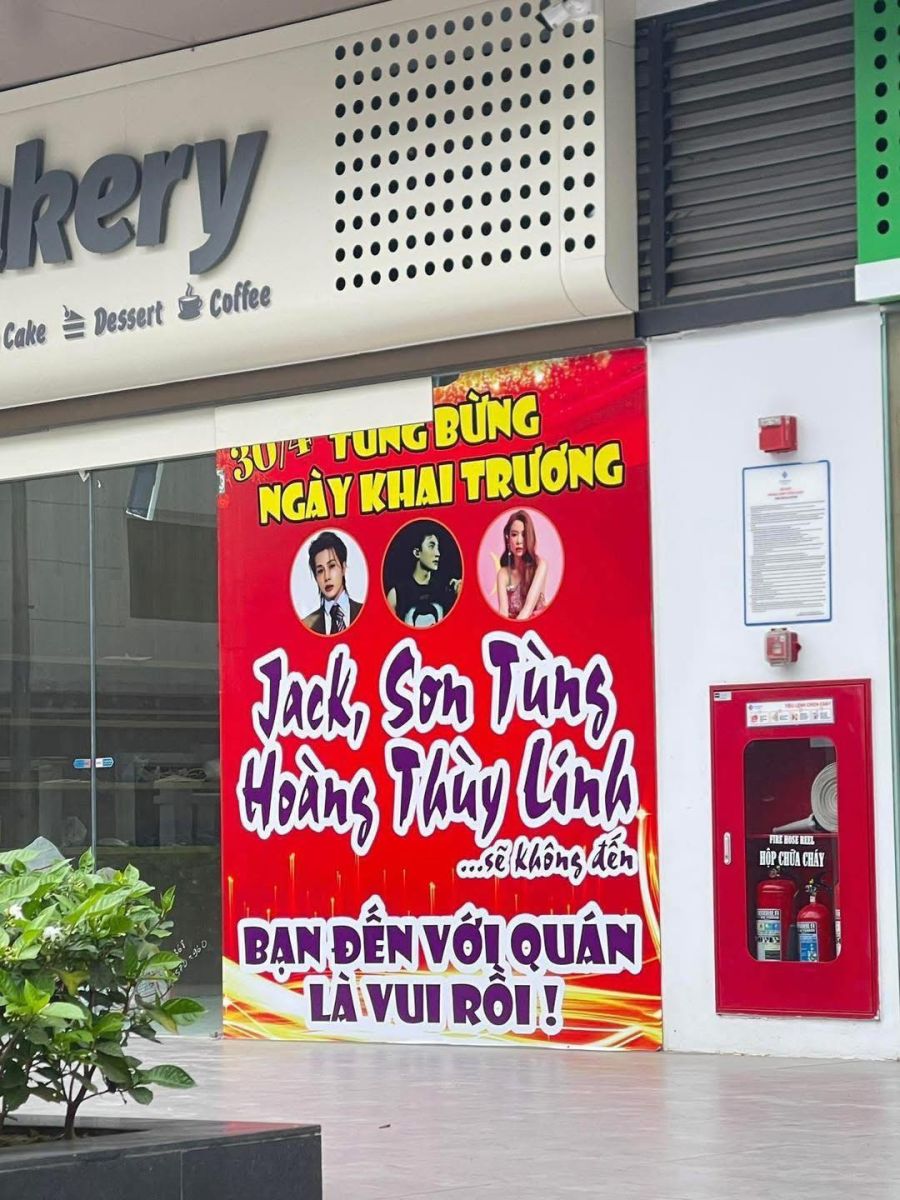 akery
Cake Dessert Coffee
30/4 TƯNG BỪNG
NGÀY KHAI TRƯƠNG
Jack, Sơn Tùng
Hoàng Thùy Linh
...sẽ không đến
BẠN ĐẾN VỚI QUÁN
LÀ VUI RỒI !
FIRE HOSE REEL
HỘP CHỮA CHÁY